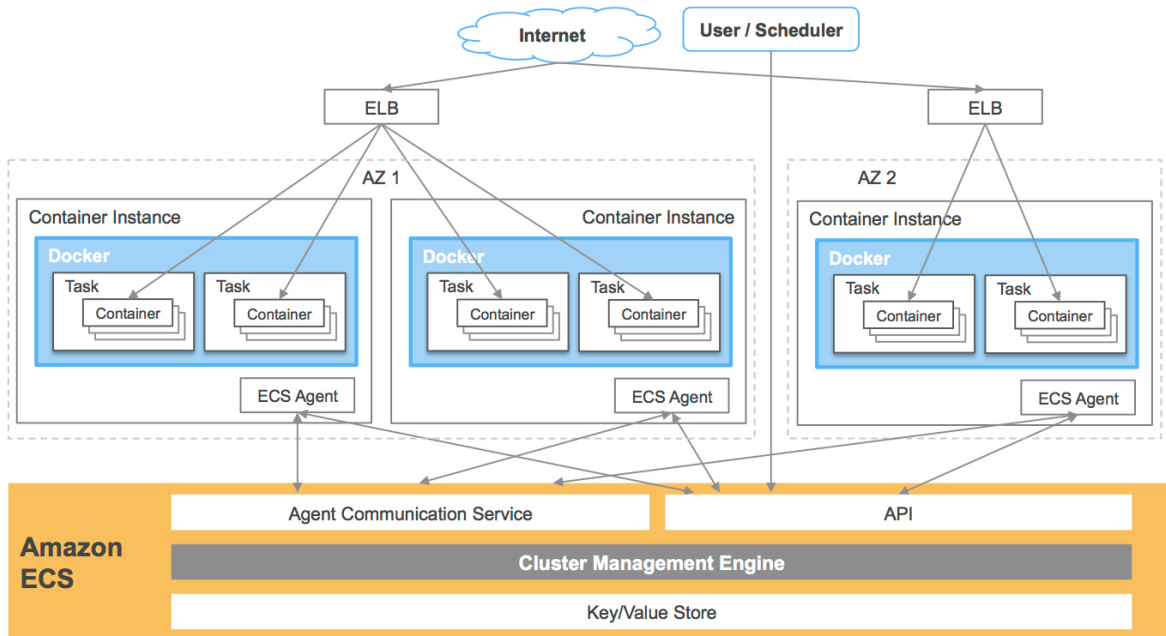 Internet
User / Scheduler
ELB
ELB
AZ 1
AZ 2
Container Instance
Container Instance
Container Instance
Docker
Docker
Docker
Task
Task
Task
Task
Task
Task
Container
Container
Container
Container
Container
Container
ECS Agent
ECS Agent
ECS Agent
Agent Communication Service
API
Amazon
ECS
Cluster Management Engine
Key/Value Store